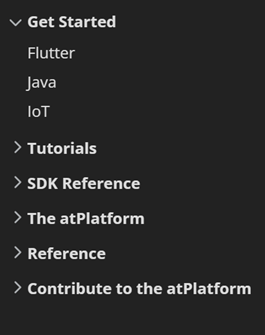 Get Started
Flutter
Java
IoT
Tutorials
SDK Reference
The atPlatform
Reference
Contribute to the atPlatform